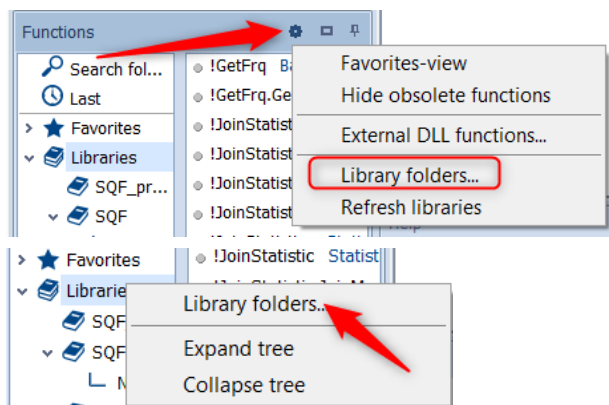 Functions
Search fol...
Last
Favorites
Libraries
SQF_pr...
SQF
!GetFrq Ba
!GetFrq.Ge
!JoinStatist
!JoinStatist
!JoinStatist
!JoinStatist
Favorites-view
Hide obsolete functions
External DLL functions...
Library folders...
Refresh libraries
Favorites
Librarie
SQF
SQF
N
!JoinStatistic Statist
Library folders...
Expand tree
Collapse tree